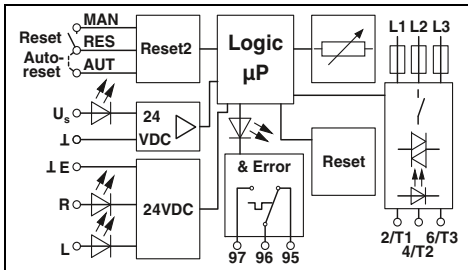 MAN
Reset
RES
Auto-
reset
AUT
Reset2
Logic
µP
L1 L2 L3
Us
24
VDC
⊥
⊥ E
R
L
24VDC
& Error
97 96 95
Reset
2/T1 6/T3
4/T2